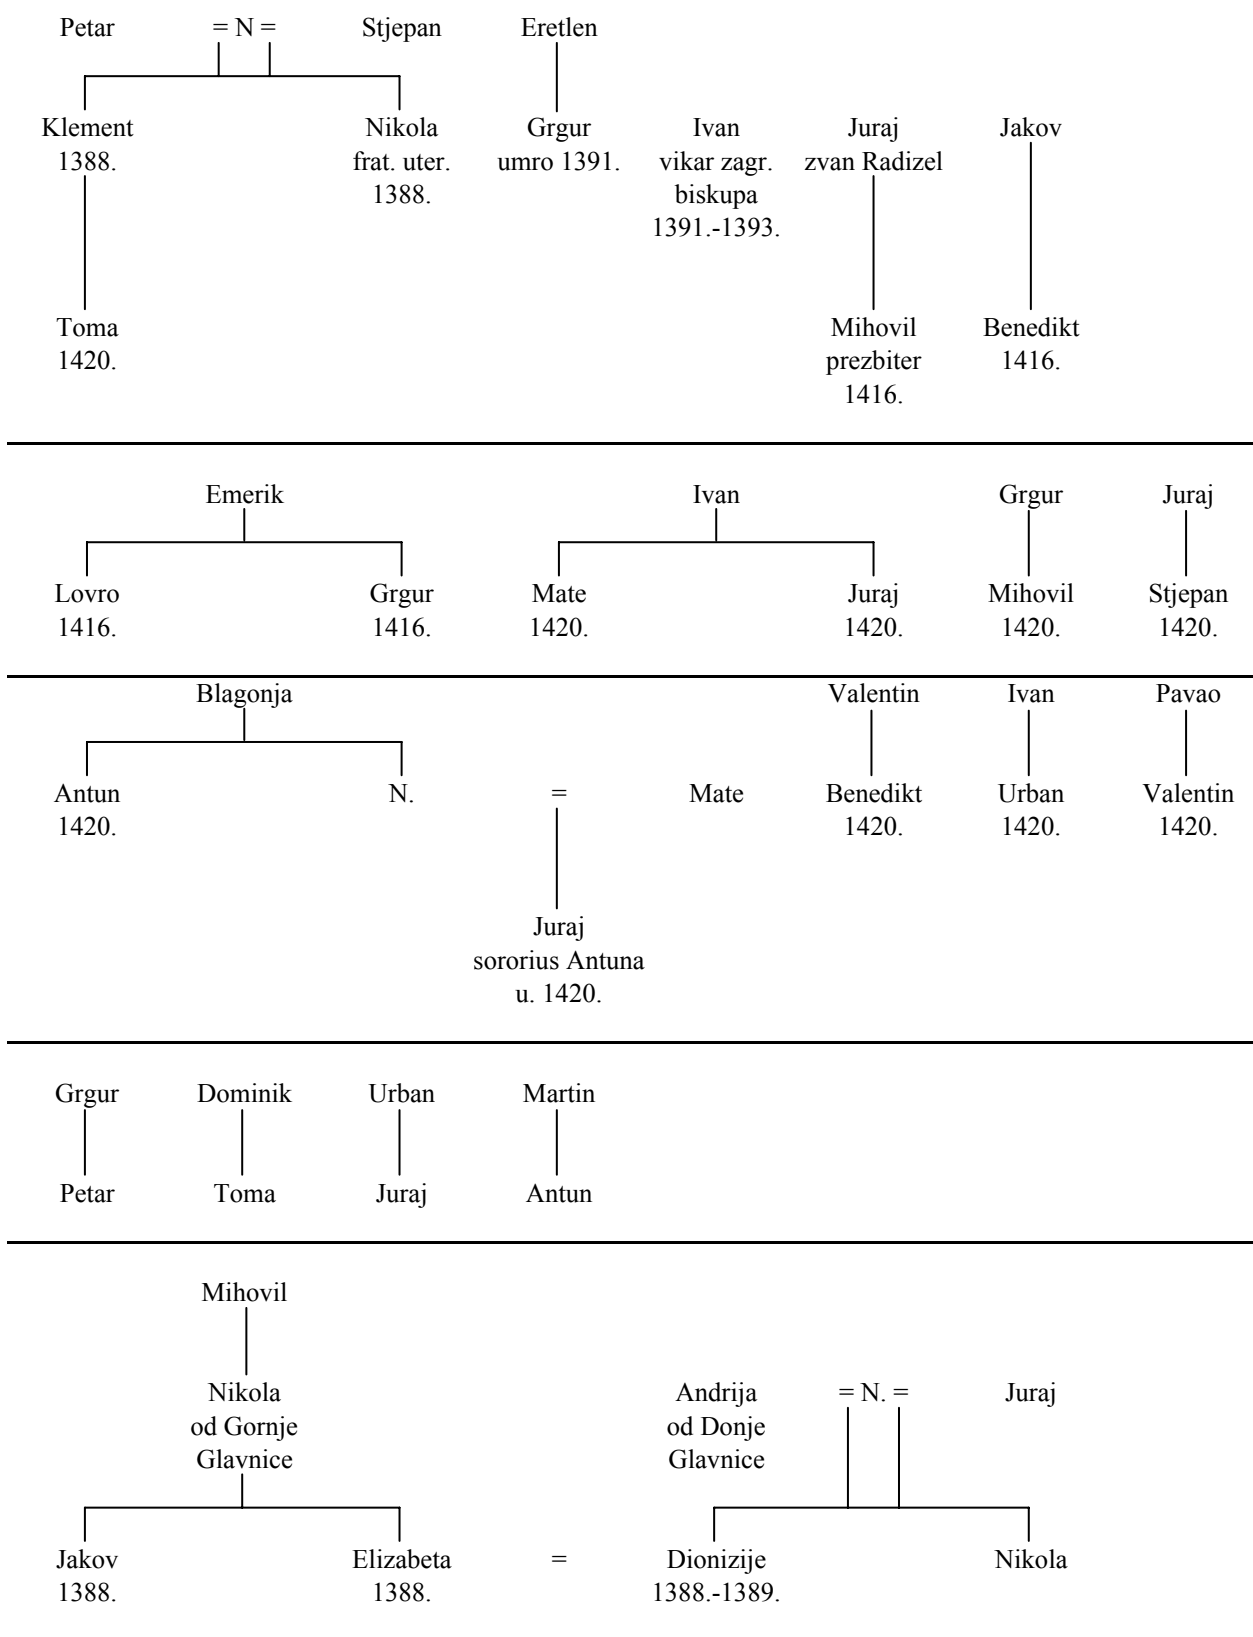 Petar = N = Stjepan Eretlen
Klement Nikola Grgur Ivan Juraj Jakov
1388. frat. uter. umro 1391. vikar zagr. zvan Radizel
1388. biskupa
1391.-1393.
Toma Mihovil Benedikt
1420. prezbiter 1416.
1416.
Emerik Ivan Grgur Juraj
Lovro Grgur Mate Juraj Mihovil Stjepan
1416. 1416. 1420. 1420. 1420. 1420.
Blagonja Valentin Ivan Pavao
Antun N. = Mate Benedikt Urban Valentin
1420. 1420. 1420. 1420.
Juraj
sororius Antuna
u. 1420.
Grgur Dominik Urban Martin
Petar Toma Juraj Antun
Mihovil
Nikola Andrija = N. = Juraj
od Gornje od Donje
Glavnice Glavnice
Jakov Elizabeta = Dionizije Nikola
1388. 1388. 1388.-1389.